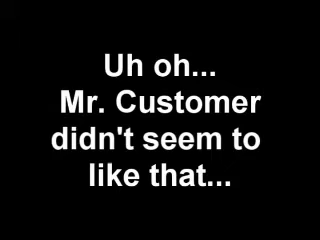 Uh oh...
Mr. Customer
didn't seem to
like that...